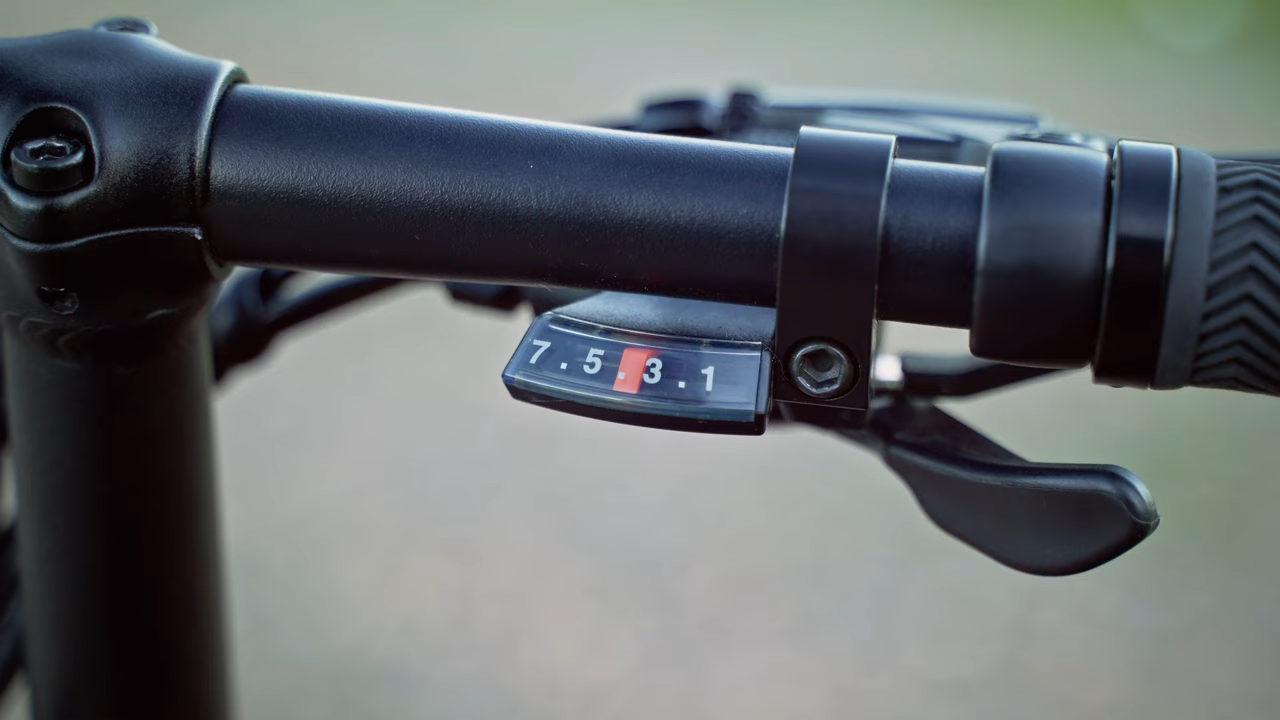 7 . 5 . 3 . 1